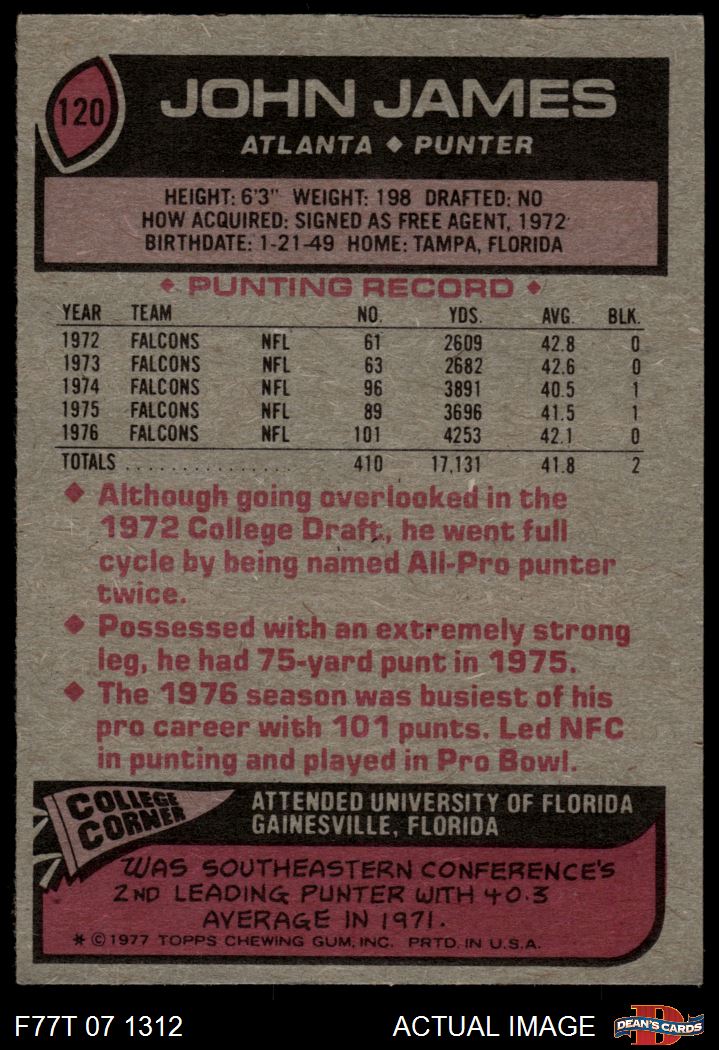 120
JOHN JAMES
ATLANTA ◆ PUNTER
HEIGHT: 6'3" WEIGHT: 198 DRAFTED: NO
HOW ACQUIRED: SIGNED AS FREE AGENT, 1972
BIRTHDATE: 1-21-49 HOME: TAMPA, FLORIDA
◆ PUNTING RECORD ◆
YEAR TEAM NO. YDS. AVG. BLK.
1972 FALCONS NFL 61 2609 42.8 0
1973 FALCONS NFL 63 2682 42.6 0
1974 FALCONS NFL 96 3891 40.5 1
1975 FALCONS NFL 89 3696 41.5 1
1976 FALCONS NFL 101 4253 42.1 0
TOTALS . . . . . . . . . . . . . . . 410 17,131 41.8 2
◆ Although going overlooked in the
1972 College Draft, he went full
cycle by being named All-Pro punter
twice.
◆ Possessed with an extremely strong
leg, he had 75-yard punt in 1975.
◆ The 1976 season was busiest of his
pro career with 101 punts. Led NFC
in punting and played in Pro Bowl.
COLLEGE
CORNER
ATTENDED UNIVERSITY OF FLORIDA
GAINESVILLE, FLORIDA
WAS SOUTHEASTERN CONFERENCE'S
2ND LEADING PUNTER WITH 40.3
AVERAGE IN 1971.
* © 1977 TOPPS CHEWING GUM, INC. PRTD. IN U.S.A.
F77T 07 1312
ACTUAL IMAGE
D
DEAN'S CARDS